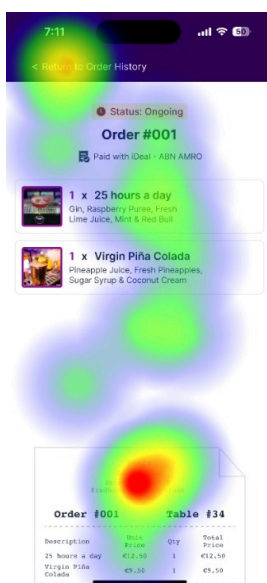 7:11
50
< Return to Order History
Status: Ongoing
Order #001
Paid with iDeal - ABN AMRO
1 x 25 hours a day
Gin, Raspberry Puree, Fresh
Lime Juice, Mint & Red Bull
1 x Virgin Piña Colada
Pineapple Juice, Fresh Pineapples,
Sugar Syrup & Coconut Cream
Order #001 Table #34
Description Unit Price Qty Total Price
25 hours a day €12.50 1 €12.50
Virgin Piña Colada €9.50 1 €9.50